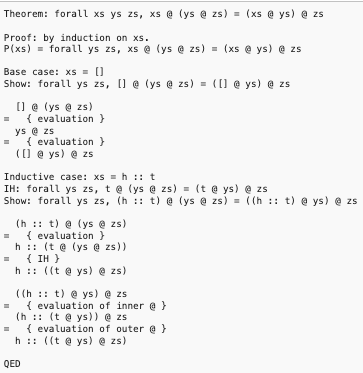 Theorem: forall xs ys zs, xs @ (ys @ zs) = (xs @ ys) @ zs

Proof: by induction on xs.
P(xs) = forall ys zs, xs @ (ys @ zs) = (xs @ ys) @ zs

Base case: xs = []
Show: forall ys zs, [] @ (ys @ zs) = ([] @ ys) @ zs

  [] @ (ys @ zs)
=   { evaluation }
  ys @ zs
=   { evaluation }
  ([] @ ys) @ zs

Inductive case: xs = h :: t
IH: forall ys zs, t @ (ys @ zs) = (t @ ys) @ zs
Show: forall ys zs, (h :: t) @ (ys @ zs) = ((h :: t) @ ys) @ zs

  (h :: t) @ (ys @ zs)
=   { evaluation }
  h :: (t @ (ys @ zs))
=   { IH }
  h :: ((t @ ys) @ zs)

  ((h :: t) @ ys) @ zs
=   { evaluation of inner @ }
  (h :: (t @ ys)) @ zs
=   { evaluation of outer @ }
  h :: ((t @ ys) @ zs)

QED